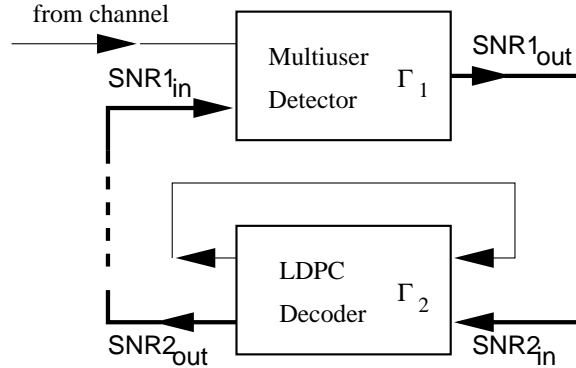 from channel
SNR1in
Multiuser
Detector
Γ1
SNR1out
LDPC
Decoder
Γ2
SNR2out
SNR2in